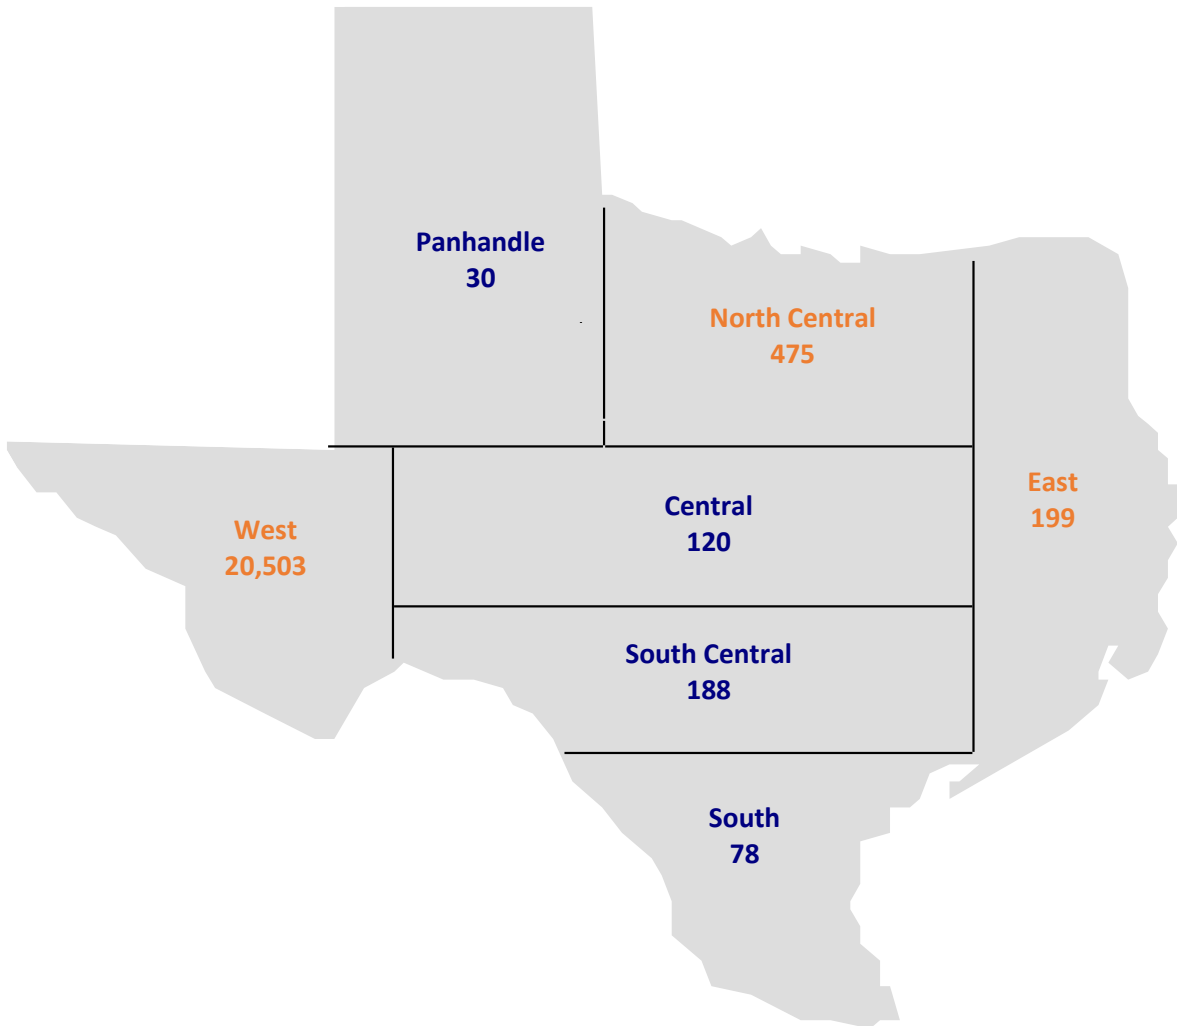 Panhandle
30
North Central
475
East
199
Central
120
West
20,503
South Central
188
South
78